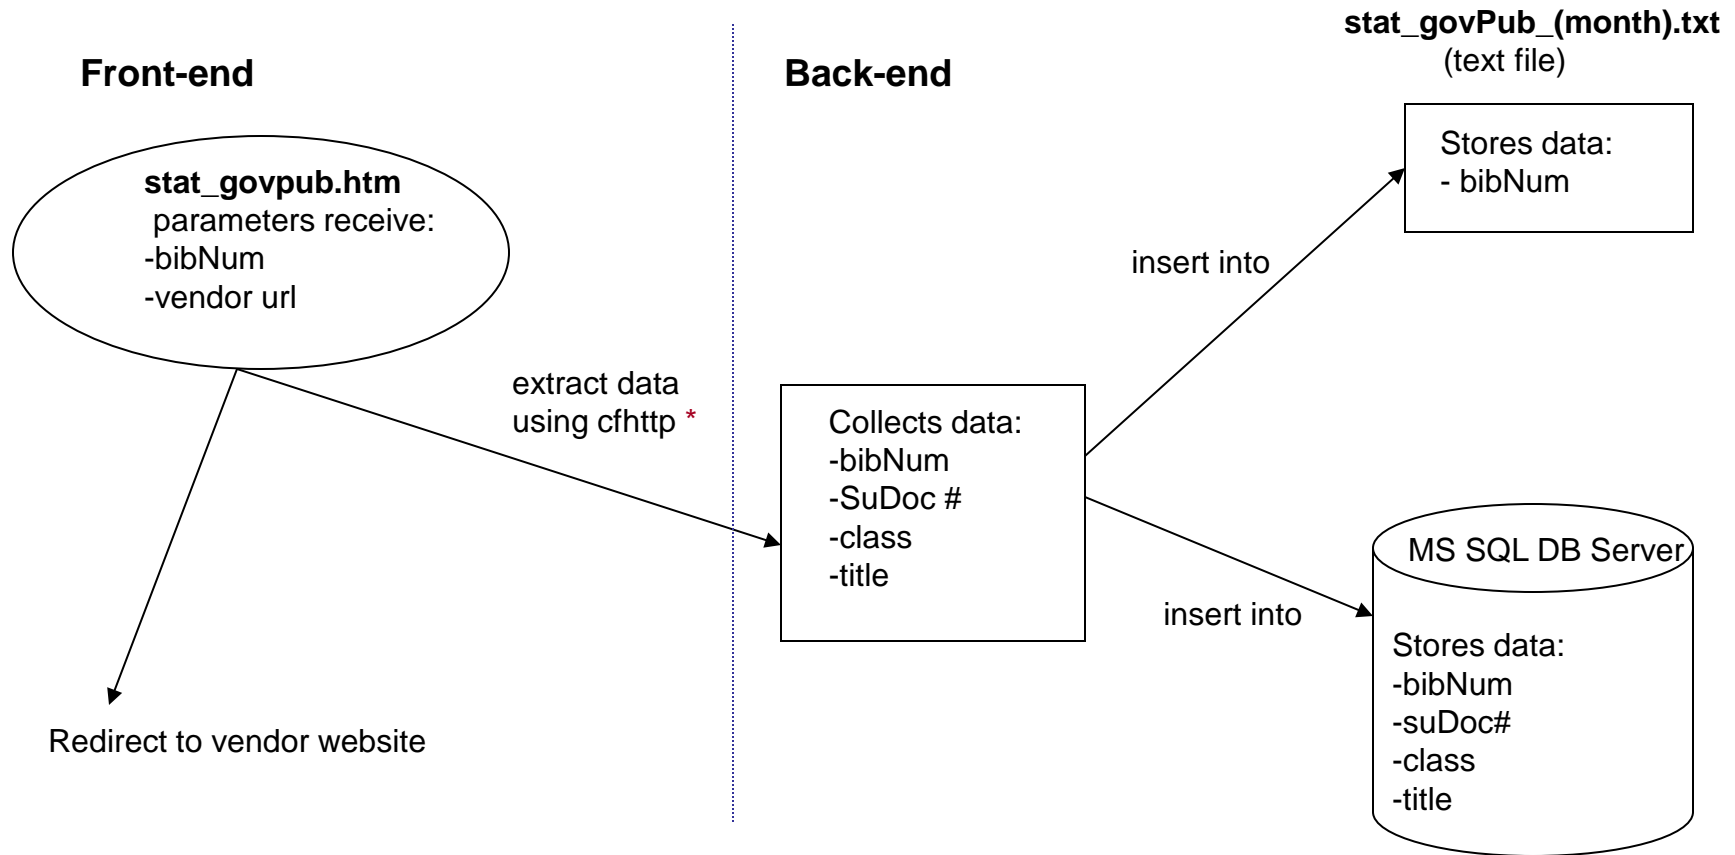 stat_govPub_(month).txt
(text file)
Front-end
Back-end
stat_govpub.htm
parameters receive:
-bibNum
-vendor url
Stores data:
- bibNum
insert into
extract data
using cfhttp *
Collects data:
-bibNum
-SuDoc #
-class
-title
insert into
MS SQL DB Server
Stores data:
-bibNum
-suDoc#
-class
-title
Redirect to vendor website